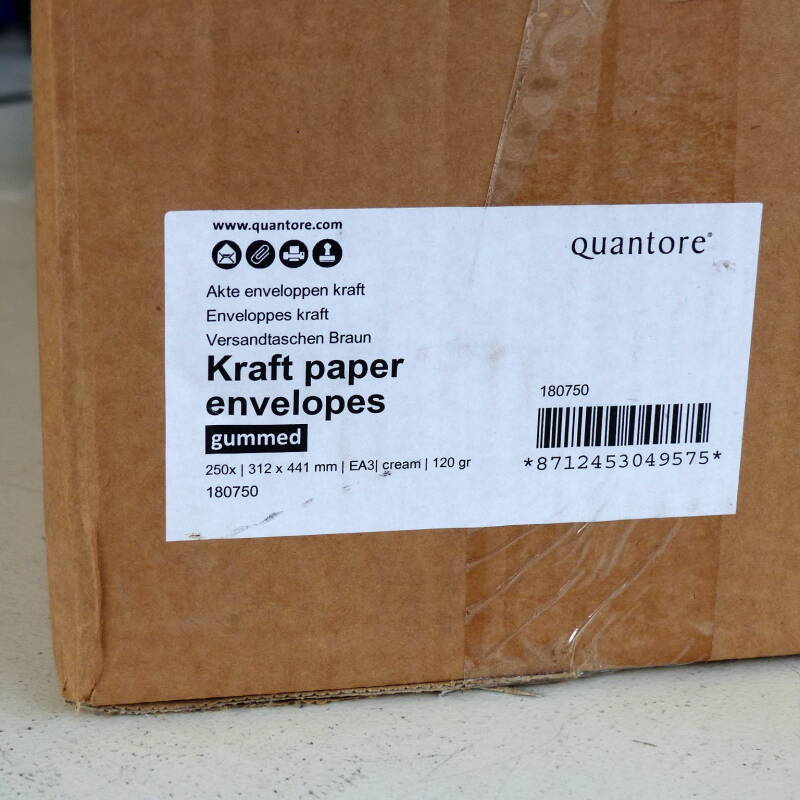 www.quantore.com
quantore®
Akte enveloppen kraft
Enveloppes kraft
Versandtaschen Braun
Kraft paper
envelopes
gummed
250x | 312 x 441 mm | EA3| cream | 120 gr
180750
180750
*8712453049575*